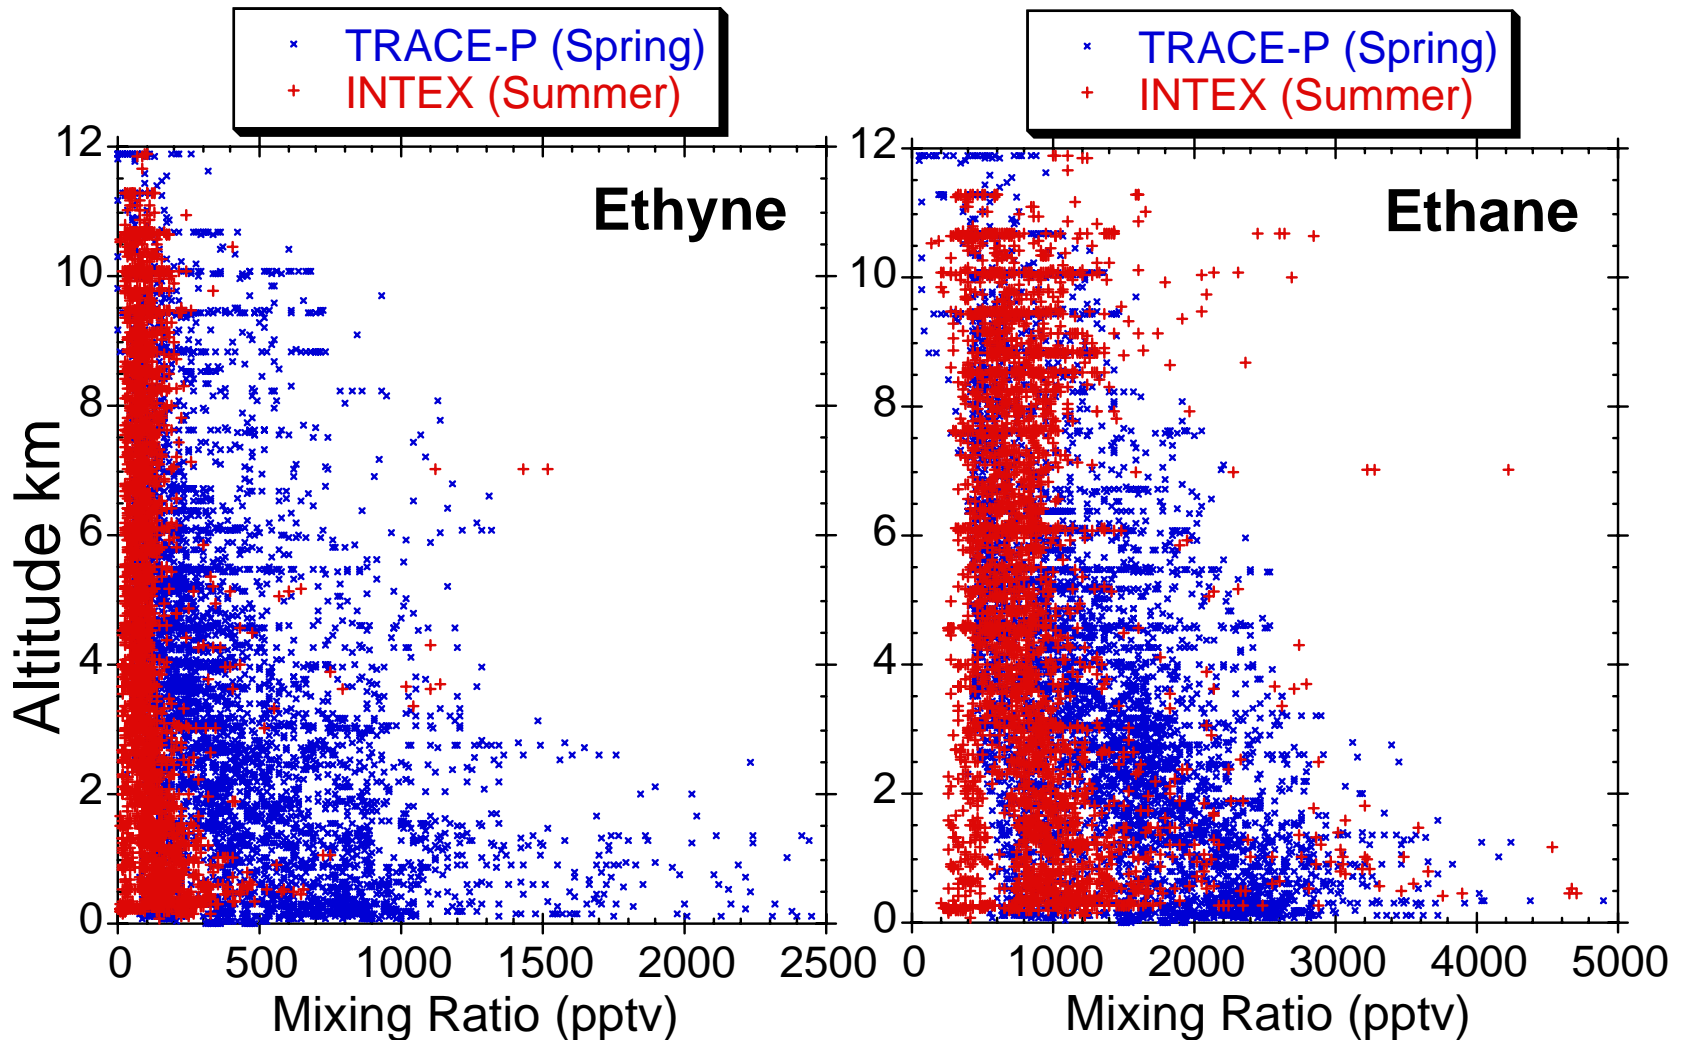 TRACE-P (Spring)
INTEX (Summer)
TRACE-P (Spring)
INTEX (Summer)
Ethyne
Ethane
Altitude km
12
10
8
6
4
2
0
12
10
8
6
4
2
0
0 500 1000 1500 2000 2500
0 1000 2000 3000 4000 5000
Mixing Ratio (pptv)
Mixing Ratio (pptv)